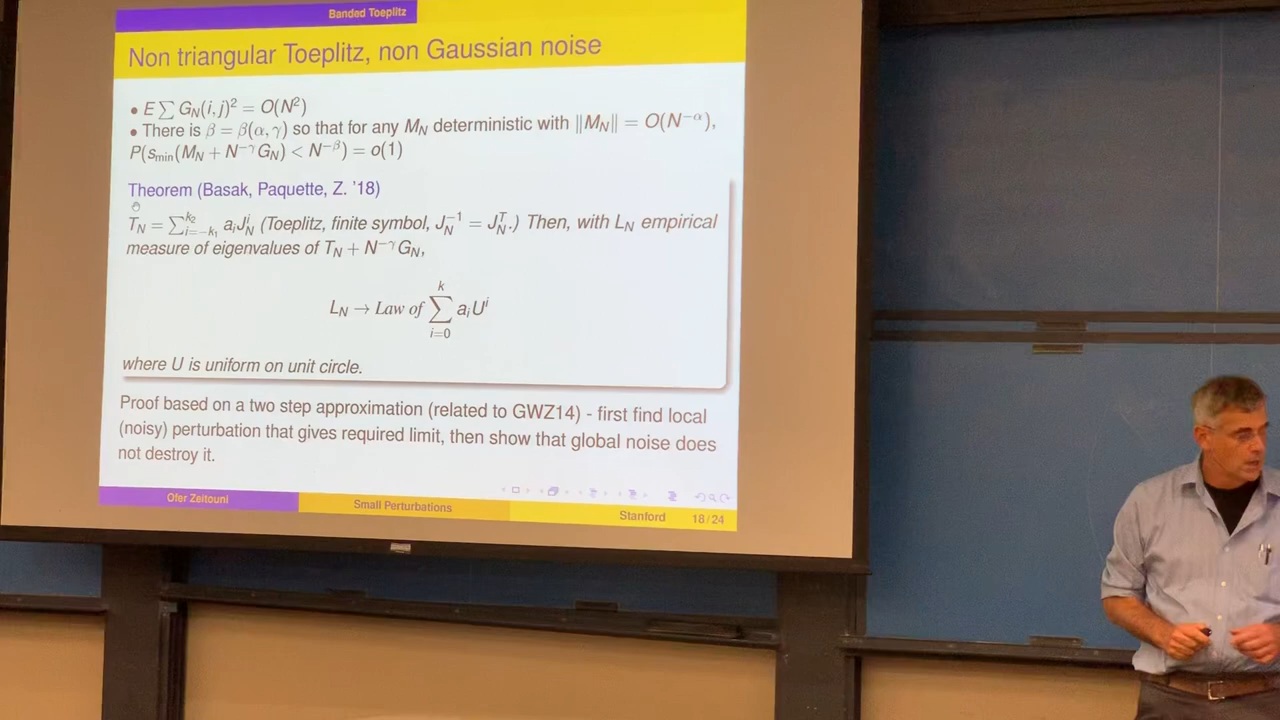 Banded Toeplitz
Non triangular Toeplitz, non Gaussian noise
• E ∑ G_N(i, j)² = O(N²)
• There is β = β(α, γ) so that for any M_N deterministic with ‖M_N‖ = O(N^{-α}),
P(s_min(M_N + N^{-γ} G_N) < N^{-β}) = o(1)
Theorem (Basak, Paquette, Z. '18)
T_N = ∑_{i=-k_1}^{k_2} a_i J_N^i (Toeplitz, finite symbol, J_N^{-1} = J_N^T.) Then, with L_N empirical
measure of eigenvalues of T_N + N^{-γ} G_N,
L_N → Law of ∑_{i=0}^{k} a_i U^i
where U is uniform on unit circle.
Proof based on a two step approximation (related to GWZ14) - first find local
(noisy) perturbation that gives required limit, then show that global noise does
not destroy it.
Ofer Zeitouni
Small Perturbations
Stanford
18/24